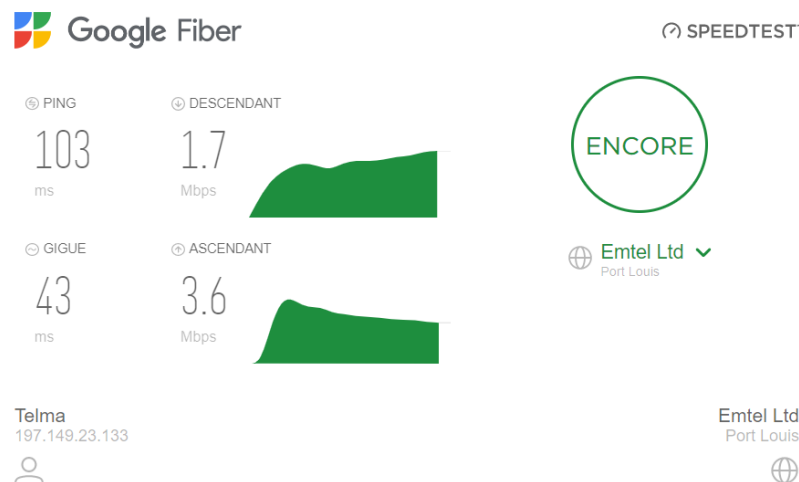 Google Fiber
SPEEDTEST
PING
103
ms
DESCENDANT
1.7
Mbps
ENCORE
GIGUE
43
ms
ASCENDANT
3.6
Mbps
Emtel Ltd
Port Louis
Telma
197.149.23.133
Emtel Ltd
Port Louis